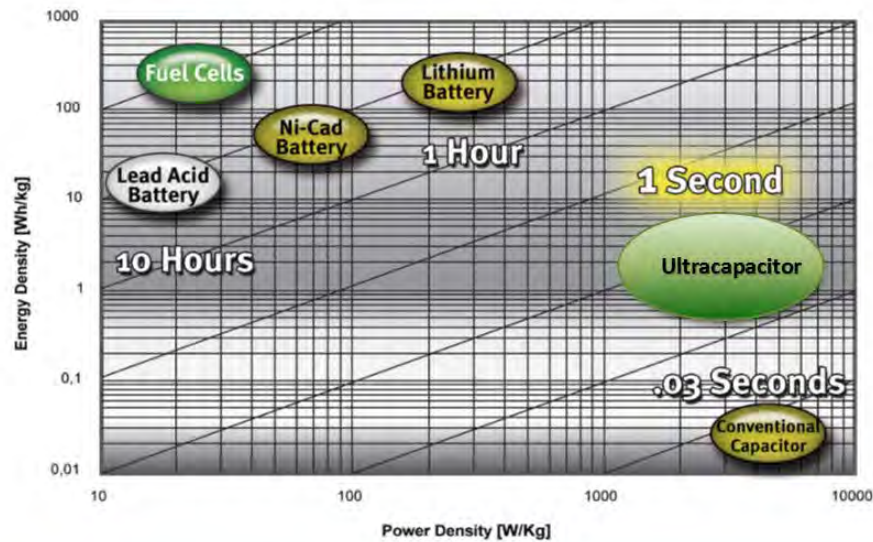 1000
100
10
1
0,1
0,01
Energy Density [Wh/kg]
Fuel Cells
Lithium
Battery
Ni-Cad
Battery
1 Hour
Lead Acid
Battery
1 Second
10 Hours
Ultracapacitor
.03 Seconds
Conventional
Capacitor
10
100
1000
10000
Power Density [W/Kg]